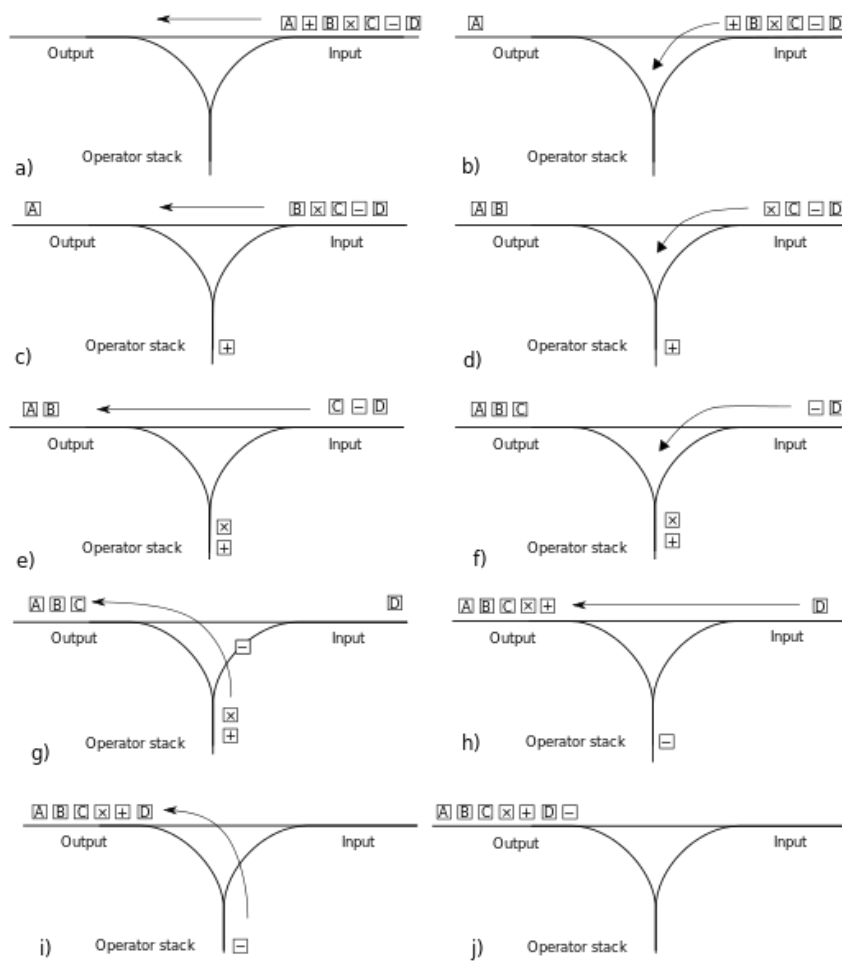 A + B × C − D
Output Input
Operator stack
a)
A + B × C − D
Output Input
Operator stack
b)
A B × C − D
Output Input
Operator stack +
c)
A B × C − D
Output Input
Operator stack +
d)
A B C − D
Output Input
×
Operator stack +
e)
A B C − D
Output Input
×
Operator stack +
f)
A B C D
Output Input
−
×
+
Operator stack
g)
A B C × + D
Output Input
Operator stack −
h)
A B C × + D
Output Input
Operator stack −
i)
A B C × + D −
Output Input
Operator stack
j)